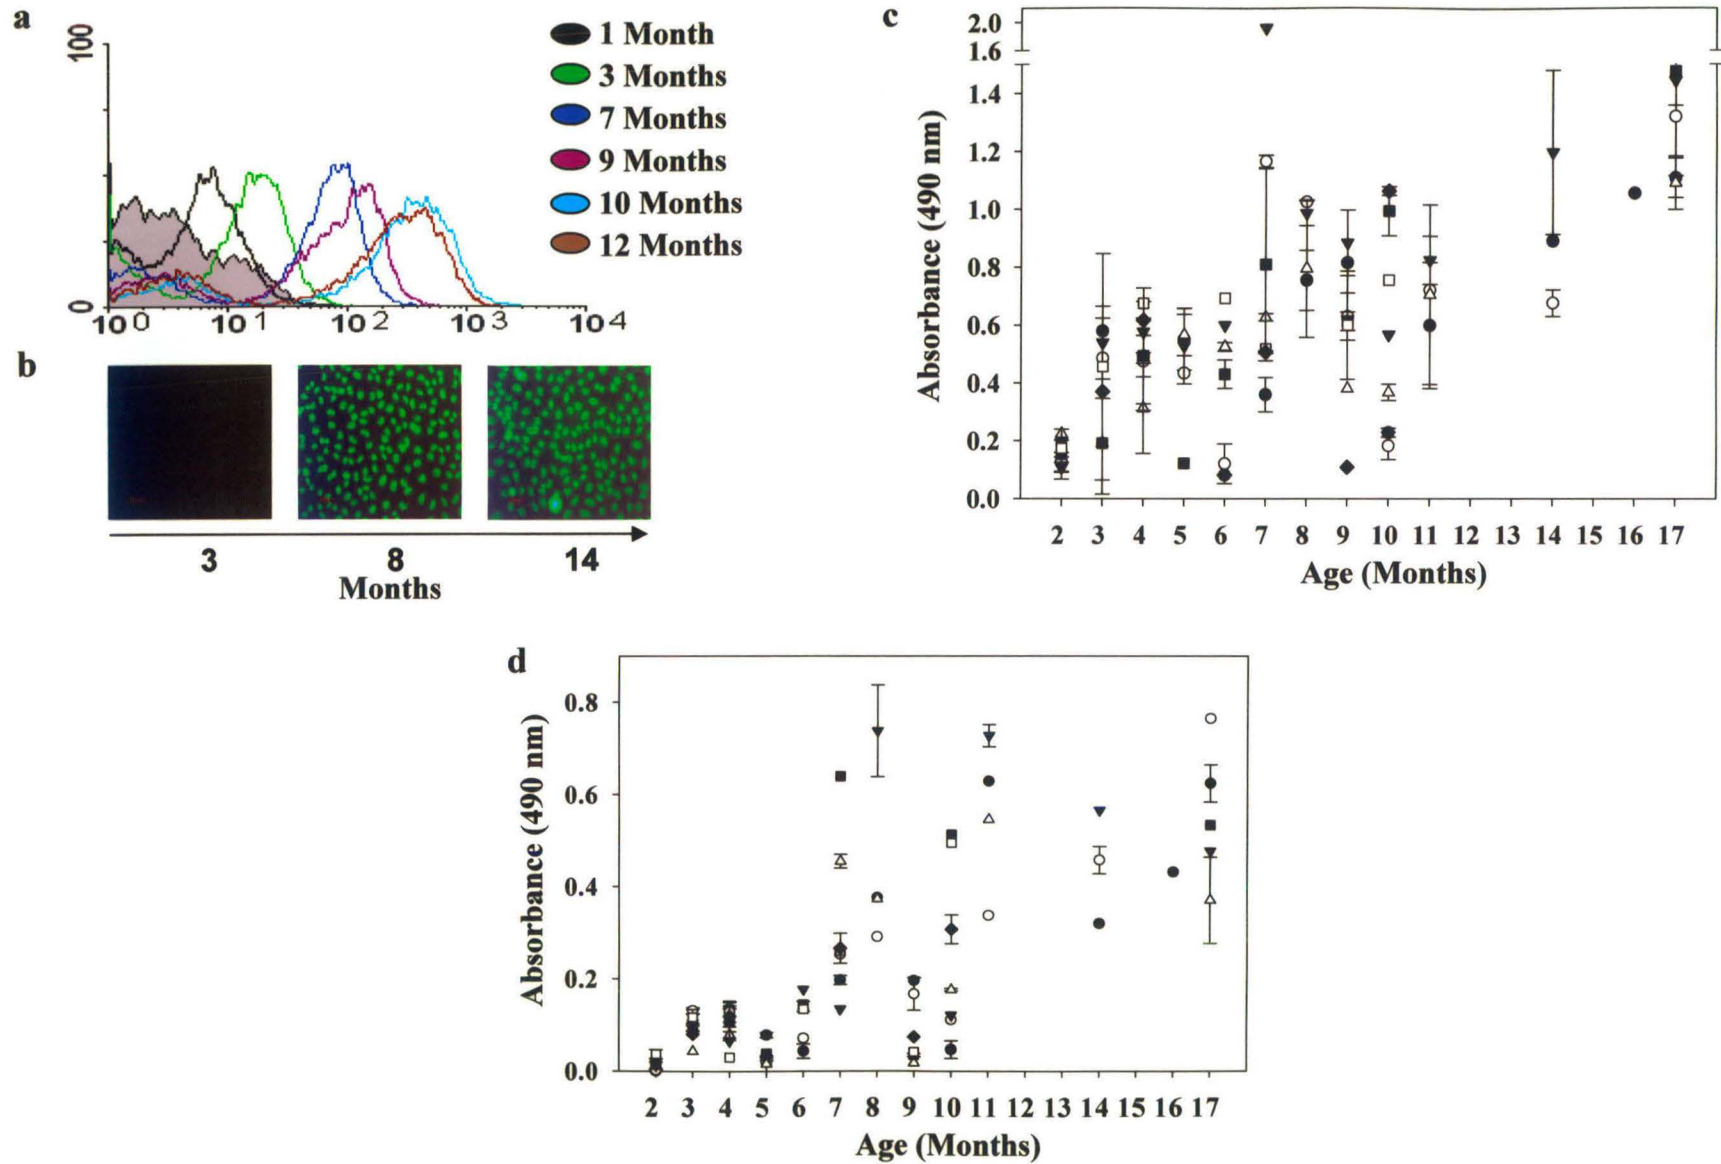 a
100
0
10^0 10^1 10^2 10^3 10^4
1 Month
3 Months
7 Months
9 Months
10 Months
12 Months
b
3 8 14
Months
c
Absorbance (490 nm)
2.0
1.6
1.4
1.2
1.0
0.8
0.6
0.4
0.2
0.0
2 3 4 5 6 7 8 9 10 11 12 13 14 15 16 17
Age (Months)
d
Absorbance (490 nm)
0.8
0.6
0.4
0.2
0.0
2 3 4 5 6 7 8 9 10 11 12 13 14 15 16 17
Age (Months)